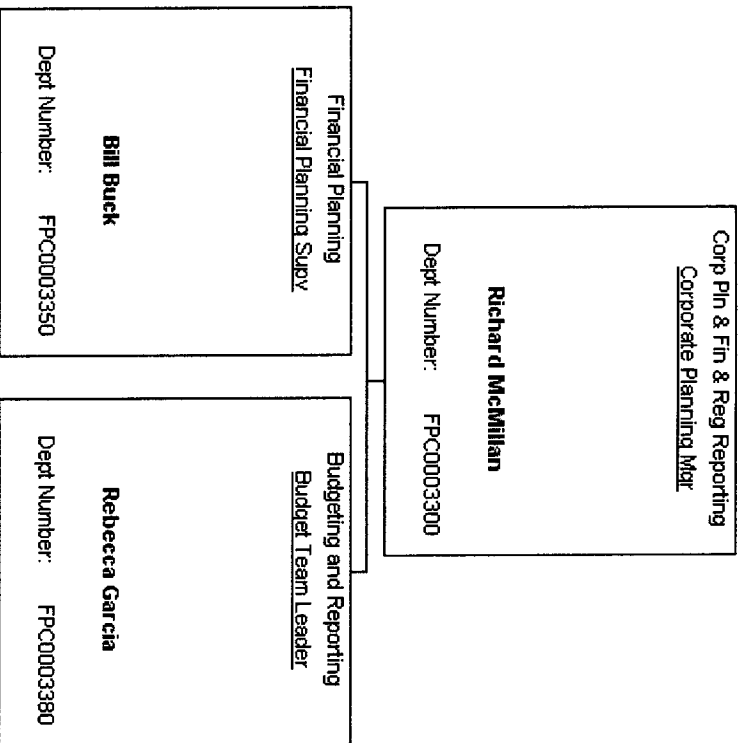 Corp Pln & Fin & Reg Reporting
Corporate Planning Mgr
Richard McMillan
Dept Number: FPC0003300
Financial Planning
Financial Planning Supv
Bill Buck
Dept Number: FPC0003350
Budgeting and Reporting
Budget Team Leader
Rebecca Garcia
Dept Number: FPC0003380